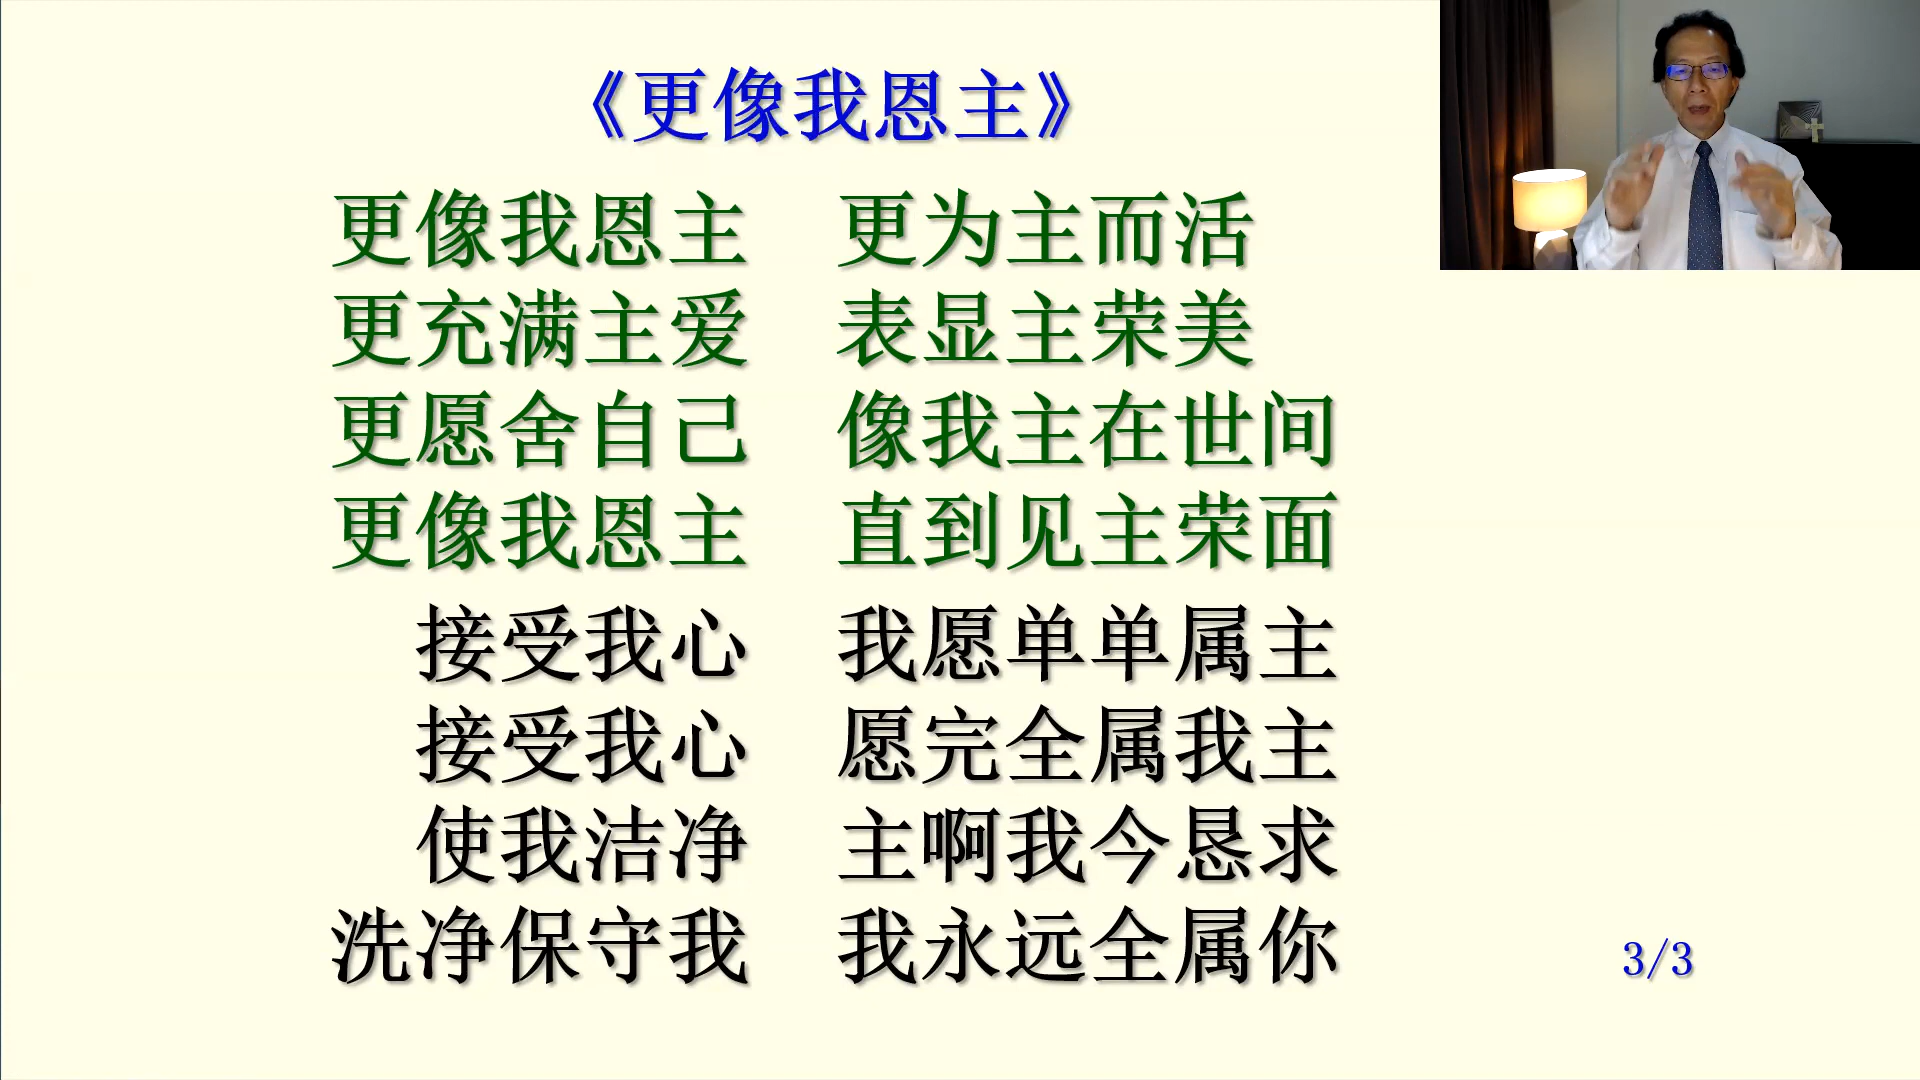 《更像我恩主》
更像我恩主 更为主而活
更充满主爱 表显主荣美
更愿舍自己 像我主在世间
更像我恩主 直到见主荣面
接受我心 我愿单单属主
接受我心 愿完全属我主
使我洁净 主啊我今恳求
洗净保守我 我永远全属你
3/3